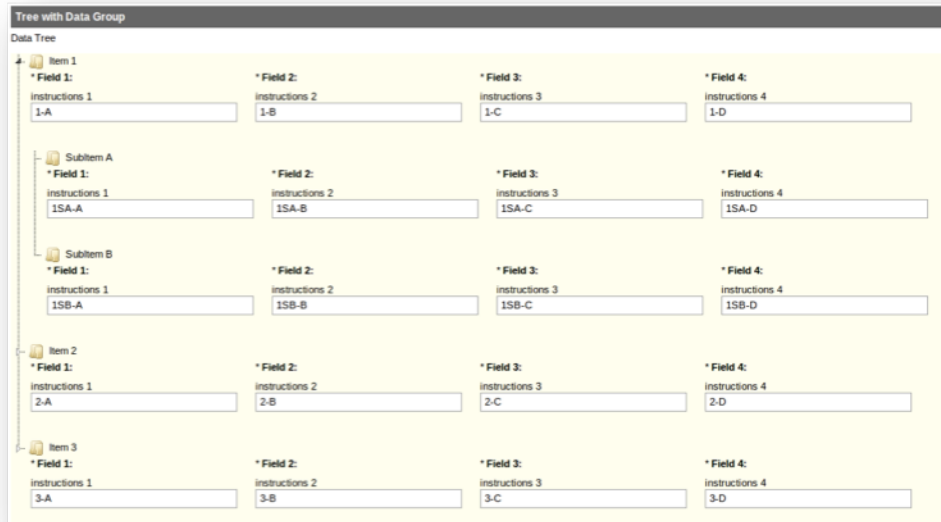 Tree with Data Group
Data Tree
Item 1
* Field 1: * Field 2: * Field 3: * Field 4:
instructions 1 instructions 2 instructions 3 instructions 4
1-A 1-B 1-C 1-D
SubItem A
* Field 1: * Field 2: * Field 3: * Field 4:
instructions 1 instructions 2 instructions 3 instructions 4
1SA-A 1SA-B 1SA-C 1SA-D
SubItem B
* Field 1: * Field 2: * Field 3: * Field 4:
instructions 1 instructions 2 instructions 3 instructions 4
1SB-A 1SB-B 1SB-C 1SB-D
Item 2
* Field 1: * Field 2: * Field 3: * Field 4:
instructions 1 instructions 2 instructions 3 instructions 4
2-A 2-B 2-C 2-D
Item 3
* Field 1: * Field 2: * Field 3: * Field 4:
instructions 1 instructions 2 instructions 3 instructions 4
3-A 3-B 3-C 3-D